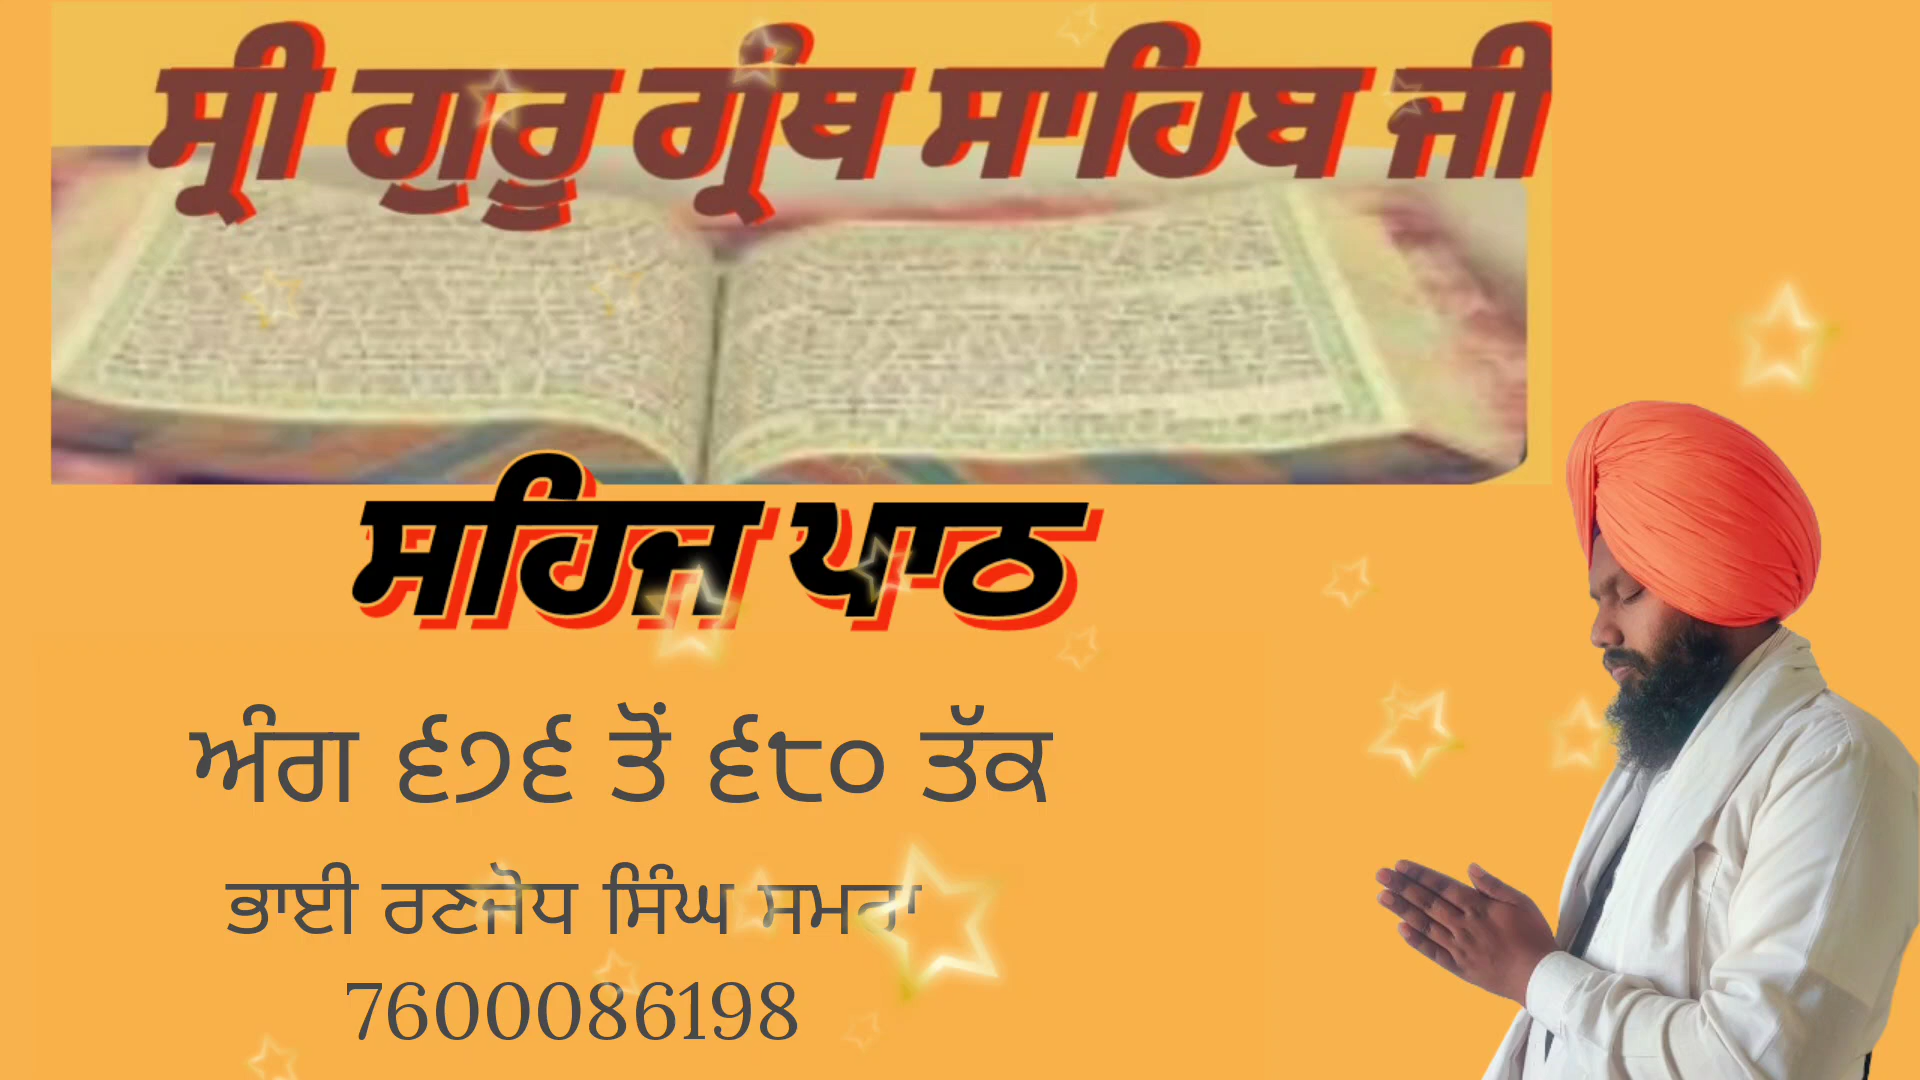 ਸ੍ਰੀ ਗੁਰੂ ਗ੍ਰੰਥ ਸਾਹਿਬ ਜੀ
ਸਹਿਜ ਪਾਠ
ਅੰਗ ੬੭੬ ਤੋਂ ੬੮੦ ਤੱਕ
ਭਾਈ ਰਣਜੋਧ ਸਿੰਘ ਸਮਰਾ
7600086198